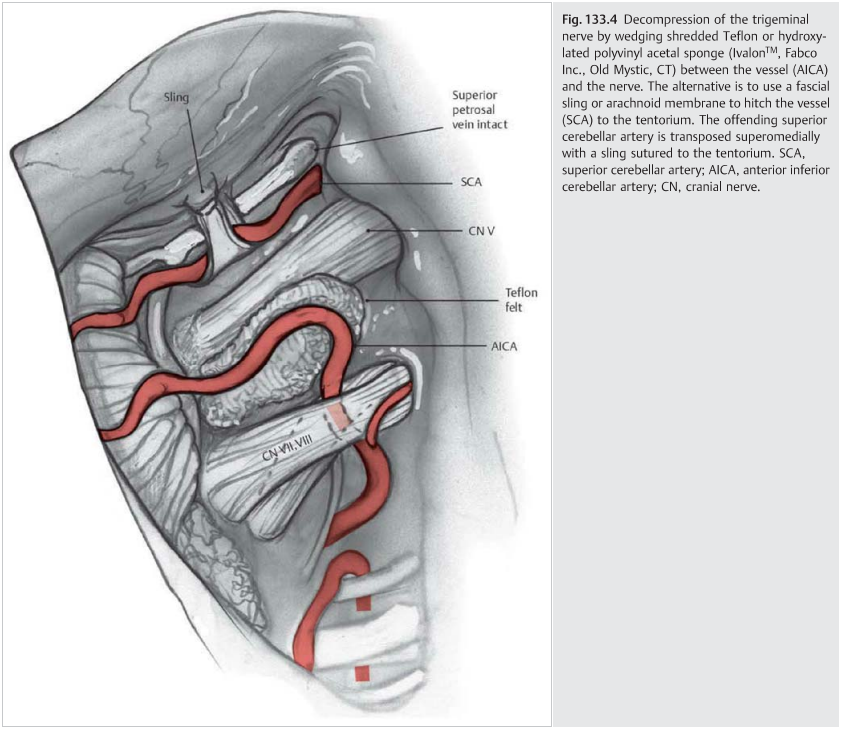 Sling
Superior
petrosal
vein intact
SCA
CN V
Teflon
felt
AICA
CN VII,VIII
Fig. 133.4 Decompression of the trigeminal
nerve by wedging shredded Teflon or hydroxy-
lated polyvinyl acetal sponge (Ivalon™, Fabco
Inc., Old Mystic, CT) between the vessel (AICA)
and the nerve. The alternative is to use a fascial
sling or arachnoid membrane to hitch the vessel
(SCA) to the tentorium. The offending superior
cerebellar artery is transposed superomedially
with a sling sutured to the tentorium. SCA,
superior cerebellar artery; AICA, anterior inferior
cerebellar artery; CN, cranial nerve.